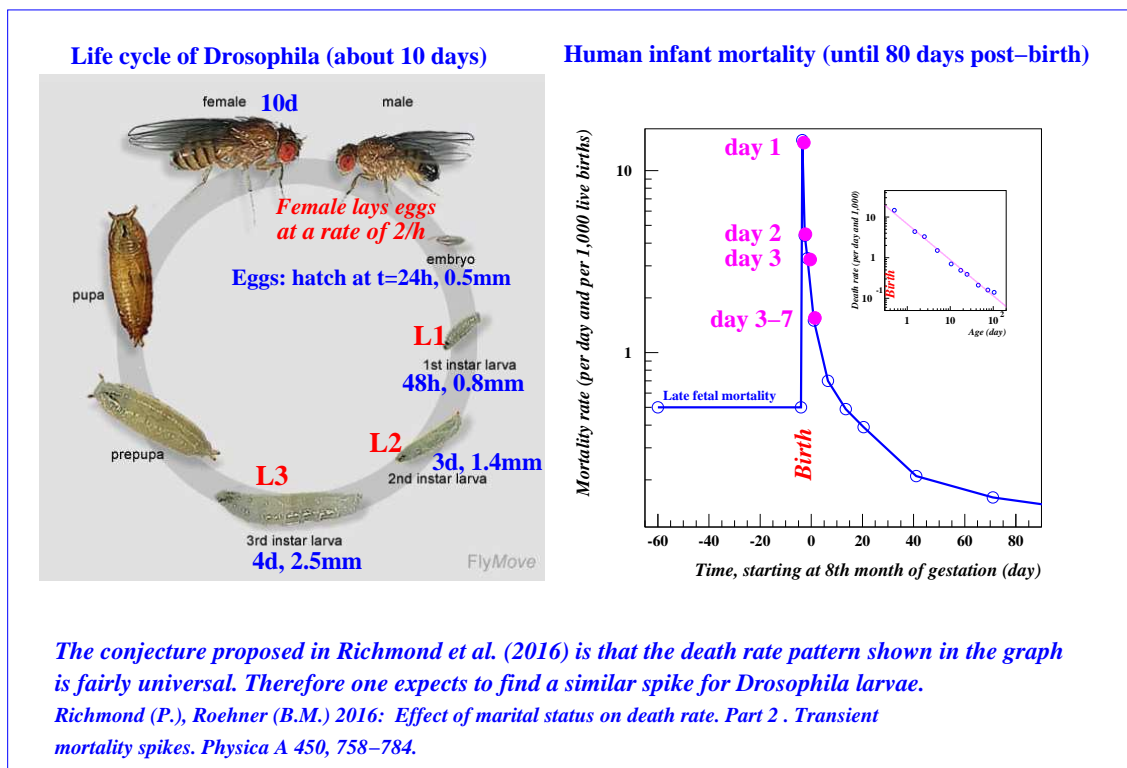 Life cycle of Drosophila (about 10 days)
female 10d male
Female lays eggs
at a rate of 2/h
embryo
Eggs: hatch at t=24h, 0.5mm
pupa
L1
1st instar larva
48h, 0.8mm
L2
3d, 1.4mm
2nd instar larva
prepupa
L3
3rd instar larva
4d, 2.5mm
FlyMove
Human infant mortality (until 80 days post−birth)
Mortality rate (per day and per 1,000 live births)
10
1
day 1
day 2
day 3
day 3−7
Late fetal mortality
Birth
-60 -40 -20 0 20 40 60 80
Time, starting at 8th month of gestation (day)
Death rate (per day and 1,000)
10
1
-1
10
Birth
1 10 10 2
Age (day)
The conjecture proposed in Richmond et al. (2016) is that the death rate pattern shown in the graph
is fairly universal. Therefore one expects to find a similar spike for Drosophila larvae.
Richmond (P.), Roehner (B.M.) 2016: Effect of marital status on death rate. Part 2 . Transient
mortality spikes. Physica A 450, 758−784.